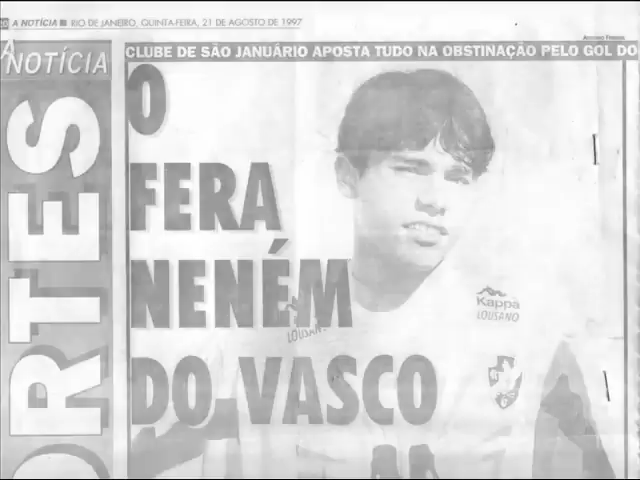 A NOTÍCIA RIO DE JANEIRO, QUINTA-FEIRA, 21 DE AGOSTO DE 1997
A NOTÍCIA
CLUBE DE SÃO JANUÁRIO APOSTA TUDO NA OBSTINAÇÃO PELO GOL DO
O
FERA
NENÉM
DO VASCO
ORTES
Kappa
LOUSANO
LOUSANO